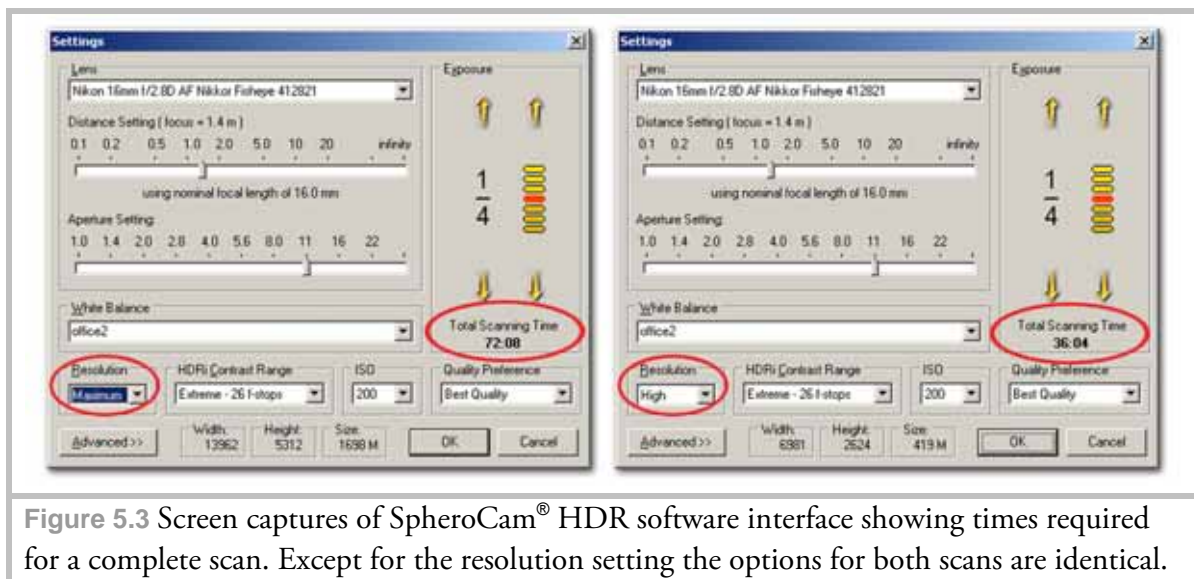 Settings
Lens
Nikon 16mm f/2.8D AF Nikkor Fisheye 412821
Distance Setting ( focus = 1.4 m )
0.1 0.2 0.5 1.0 2.0 5.0 10 20 infinity
using nominal focal length of 16.0 mm
Aperture Setting:
1.0 1.4 2.0 2.8 4.0 5.6 8.0 11 16 22
White Balance
office2
Exposure
1
4
Total Scanning Time
72:08
Resolution
Maximum
HDRi Contrast Range
Extreme - 26 f-stops
ISO
200
Quality Preference
Best Quality
Advanced >>
Width: Height: Size:
13962 5312 1698 M
OK Cancel
Settings
Lens
Nikon 16mm f/2.8D AF Nikkor Fisheye 412821
Distance Setting ( focus = 1.4 m )
0.1 0.2 0.5 1.0 2.0 5.0 10 20 infinity
using nominal focal length of 16.0 mm
Aperture Setting:
1.0 1.4 2.0 2.8 4.0 5.6 8.0 11 16 22
White Balance
office2
Exposure
1
4
Total Scanning Time
36:04
Resolution
High
HDRi Contrast Range
Extreme - 26 f-stops
ISO
200
Quality Preference
Best Quality
Advanced >>
Width: Height: Size:
6981 2624 419 M
OK Cancel
Figure 5.3 Screen captures of SpheroCam® HDR software interface showing times required
for a complete scan. Except for the resolution setting the options for both scans are identical.